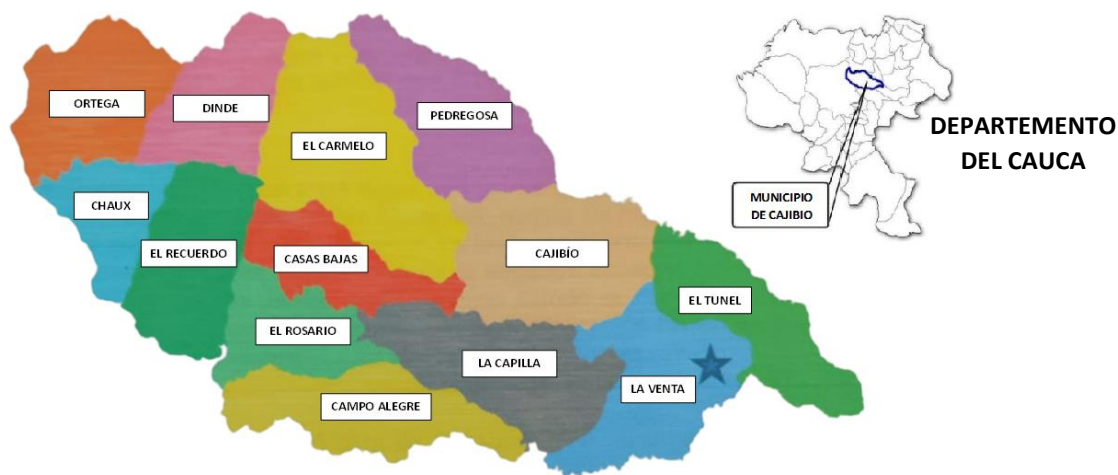 ORTEGA
DINDE
EL CARMELO
PEDREGOSA
CHAUX
EL RECUERDO
CASAS BAJAS
CAJIBÍO
EL TUNEL
EL ROSARIO
LA CAPILLA
LA VENTA
CAMPO ALEGRE
DEPARTEMENTO
DEL CAUCA
MUNICIPIO
DE CAJIBIO